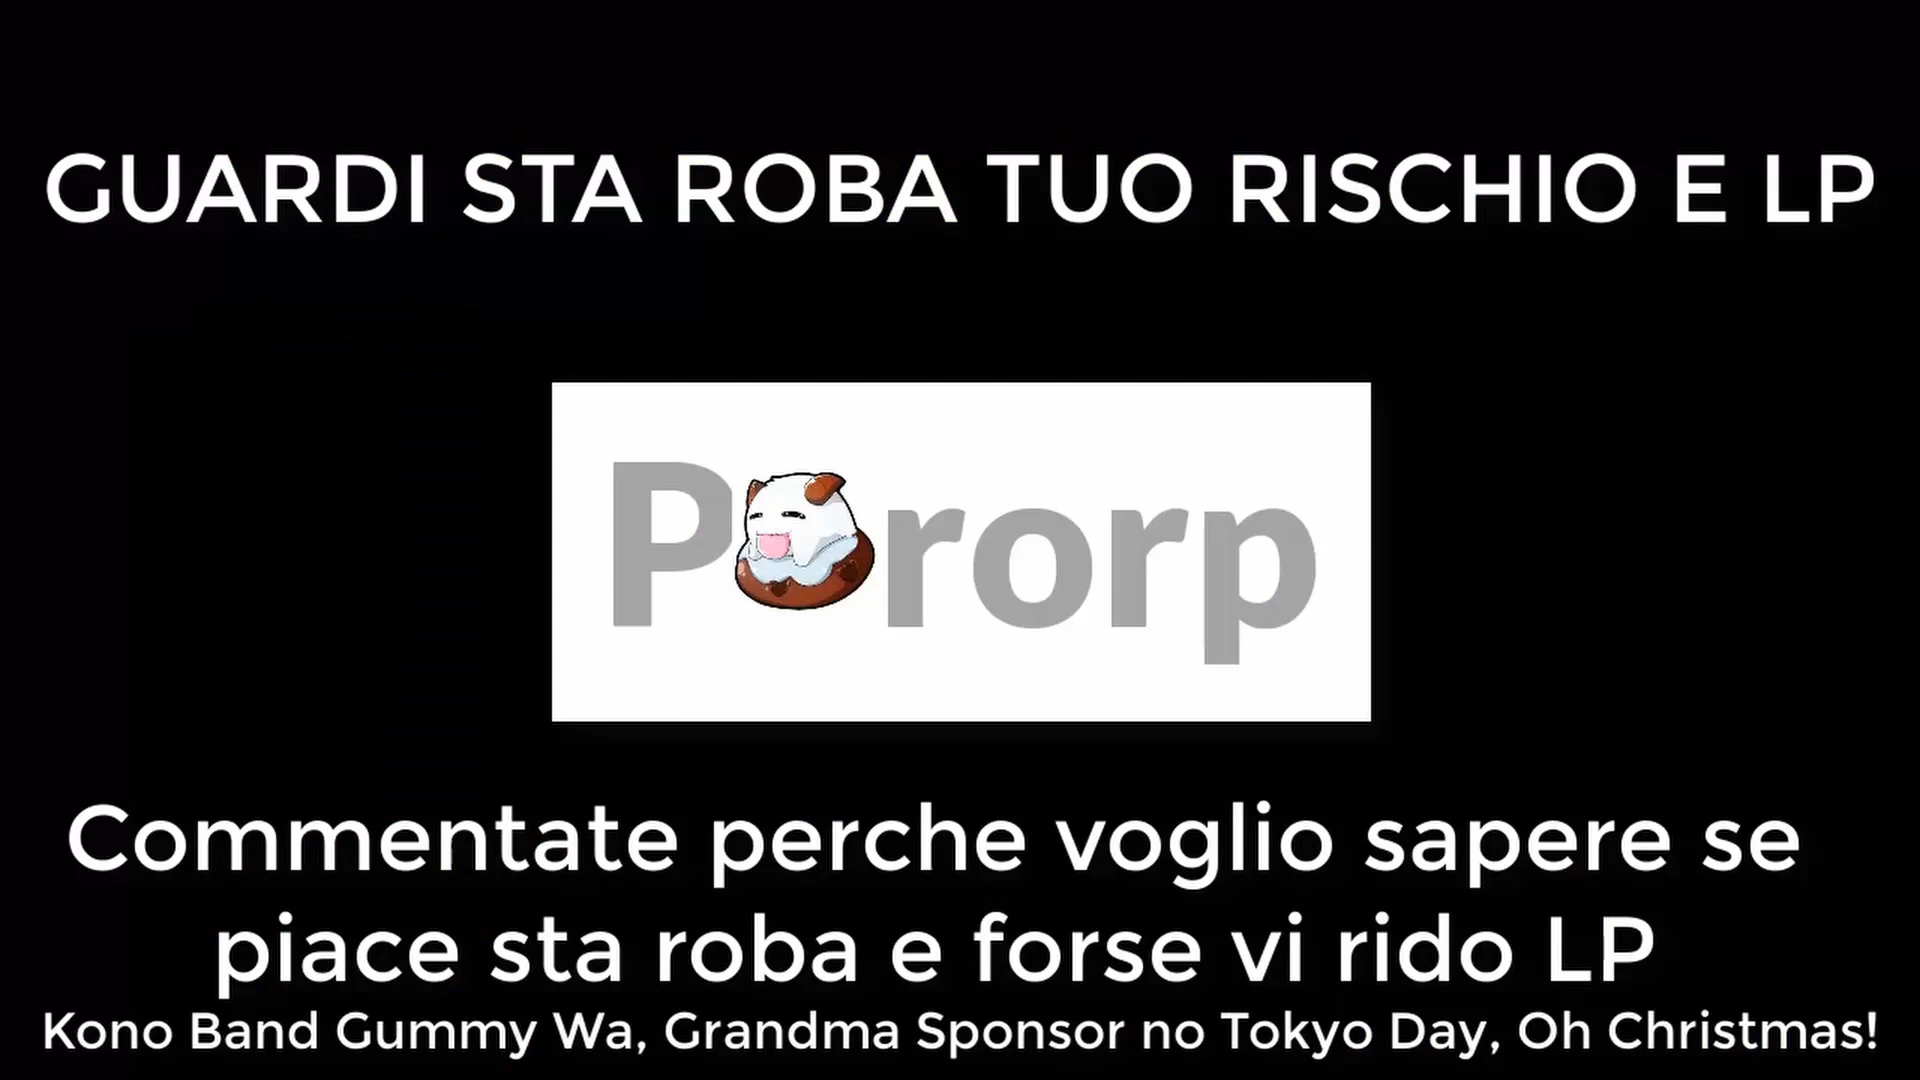 GUARDI STA ROBA TUO RISCHIO E LP
Pororp
Commentate perche voglio sapere se
piace sta roba e forse vi rido LP
Kono Band Gummy Wa, Grandma Sponsor no Tokyo Day, Oh Christmas!